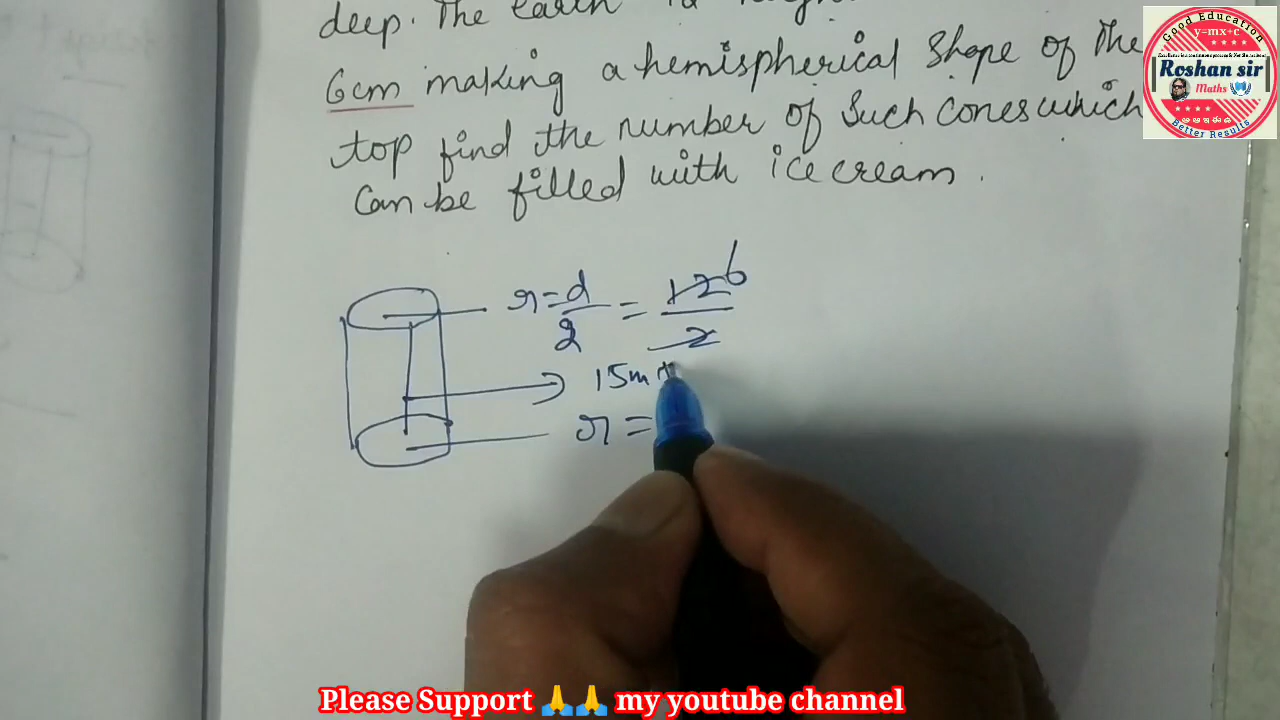 deep. The earth is
6cm making a hemispherical shape of the
top find the number of such cones which
can be filled with ice cream.
r = d/2 = 12/2 6
15m
r =
Good Education
y=mx+c
Roshan sir
Maths
Better Results
Please Support 🙏🙏 my youtube channel